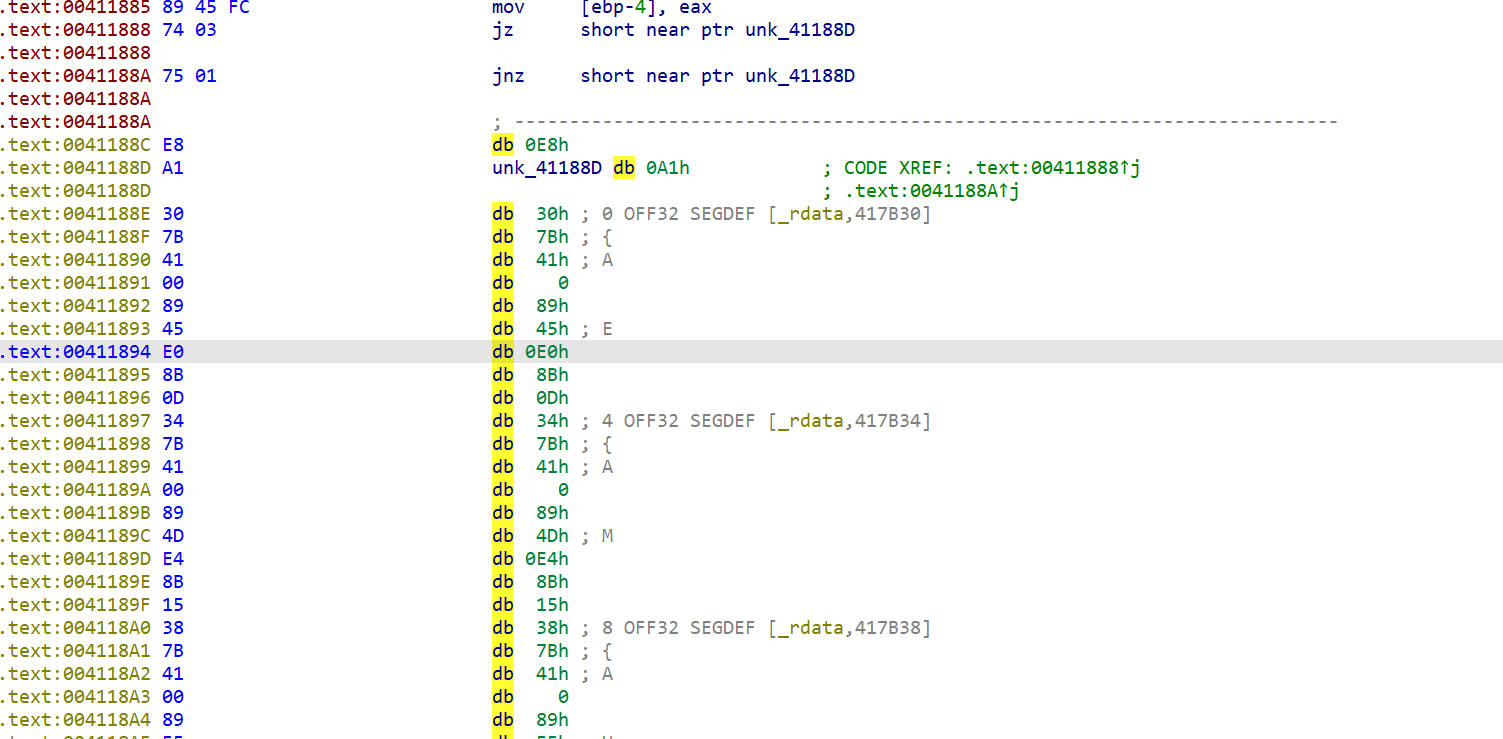 .text:00411885 89 45 FC mov [ebp-4], eax
.text:00411888 74 03 jz short near ptr unk_41188D
.text:00411888
.text:0041188A 75 01 jnz short near ptr unk_41188D
.text:0041188A
.text:0041188A ; ---------------------------------------------------------------------------
.text:0041188C E8 db 0E8h
.text:0041188D A1 unk_41188D db 0A1h ; CODE XREF: .text:00411888↑j
.text:0041188D ; .text:0041188A↑j
.text:0041188E 30 db 30h ; 0 OFF32 SEGDEF [_rdata,417B30]
.text:0041188F 7B db 7Bh ; {
.text:00411890 41 db 41h ; A
.text:00411891 00 db 0
.text:00411892 89 db 89h
.text:00411893 45 db 45h ; E
.text:00411894 E0 db 0E0h
.text:00411895 8B db 8Bh
.text:00411896 0D db 0Dh
.text:00411897 34 db 34h ; 4 OFF32 SEGDEF [_rdata,417B34]
.text:00411898 7B db 7Bh ; {
.text:00411899 41 db 41h ; A
.text:0041189A 00 db 0
.text:0041189B 89 db 89h
.text:0041189C 4D db 4Dh ; M
.text:0041189D E4 db 0E4h
.text:0041189E 8B db 8Bh
.text:0041189F 15 db 15h
.text:004118A0 38 db 38h ; 8 OFF32 SEGDEF [_rdata,417B38]
.text:004118A1 7B db 7Bh ; {
.text:004118A2 41 db 41h ; A
.text:004118A3 00 db 0
.text:004118A4 89 db 89h